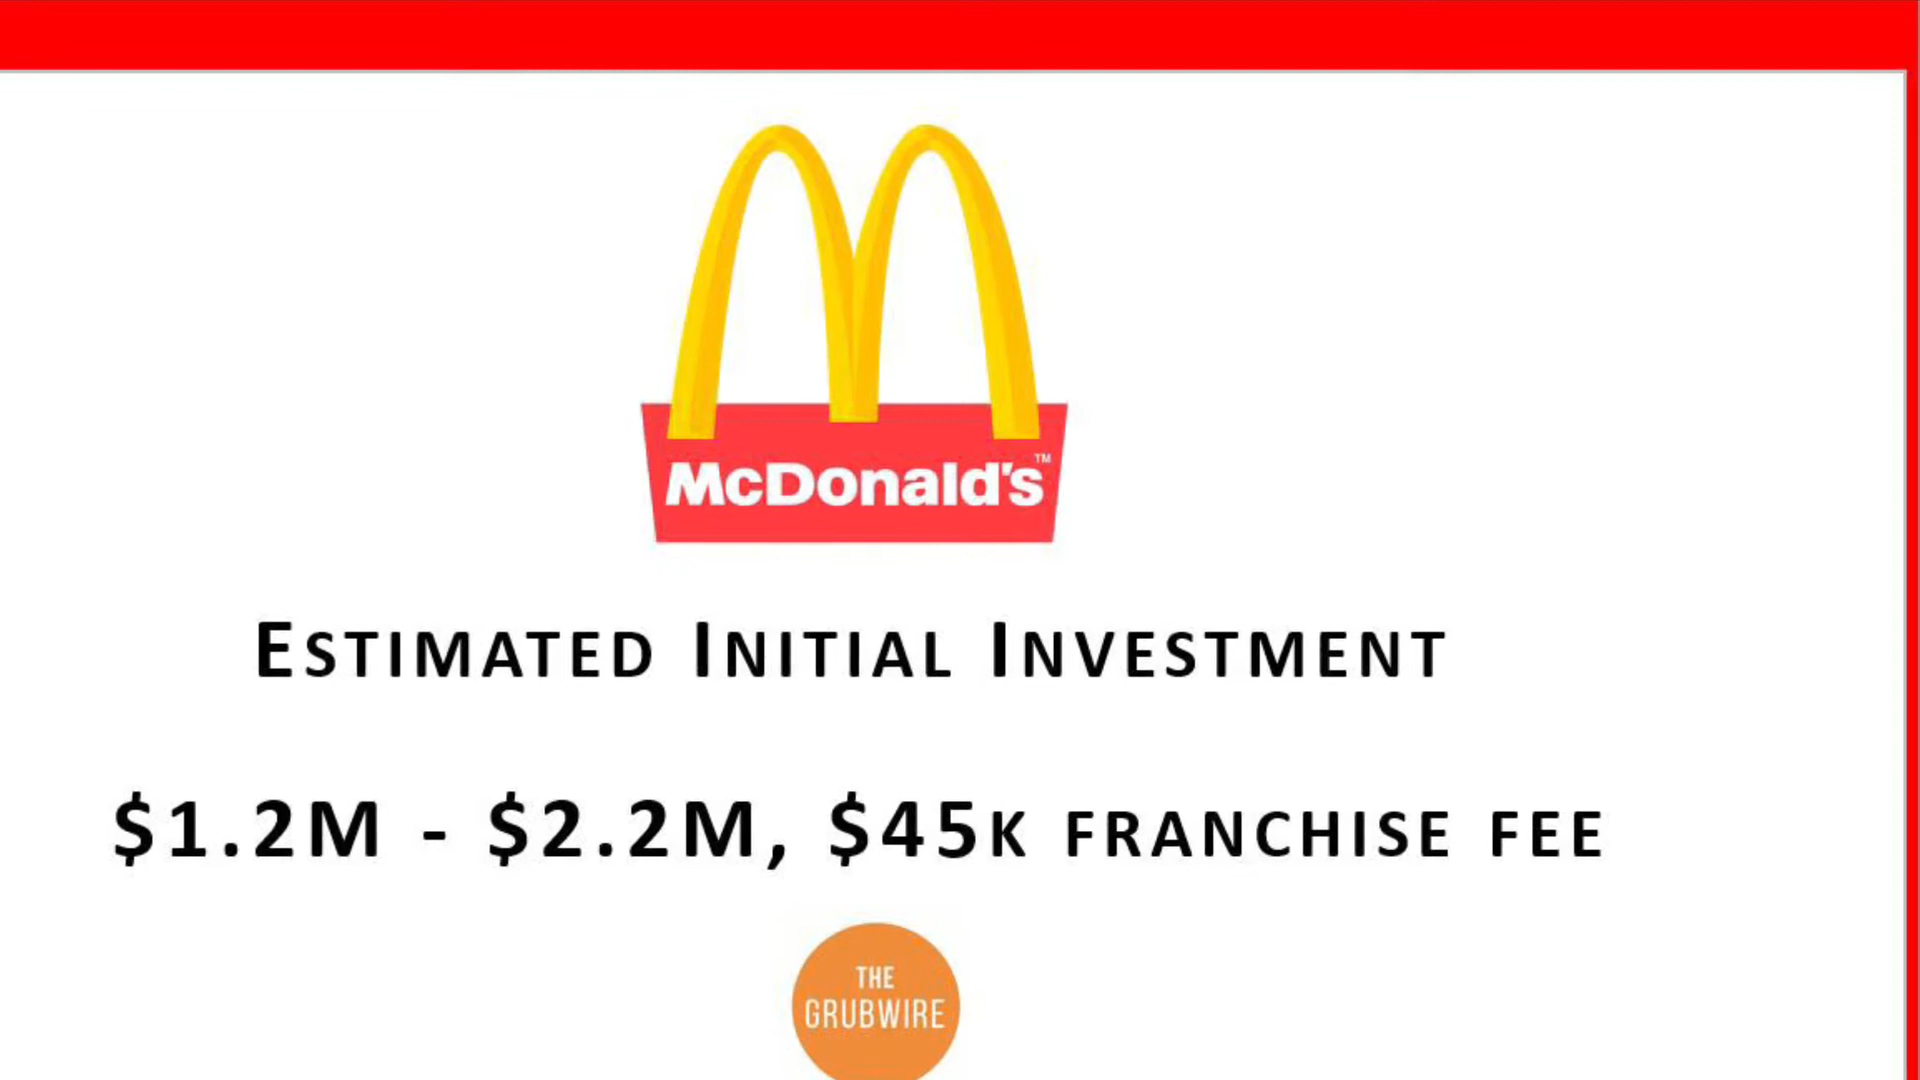 McDonald's™
ESTIMATED INITIAL INVESTMENT
$1.2M - $2.2M, $45K FRANCHISE FEE
THE
GRUBWIRE